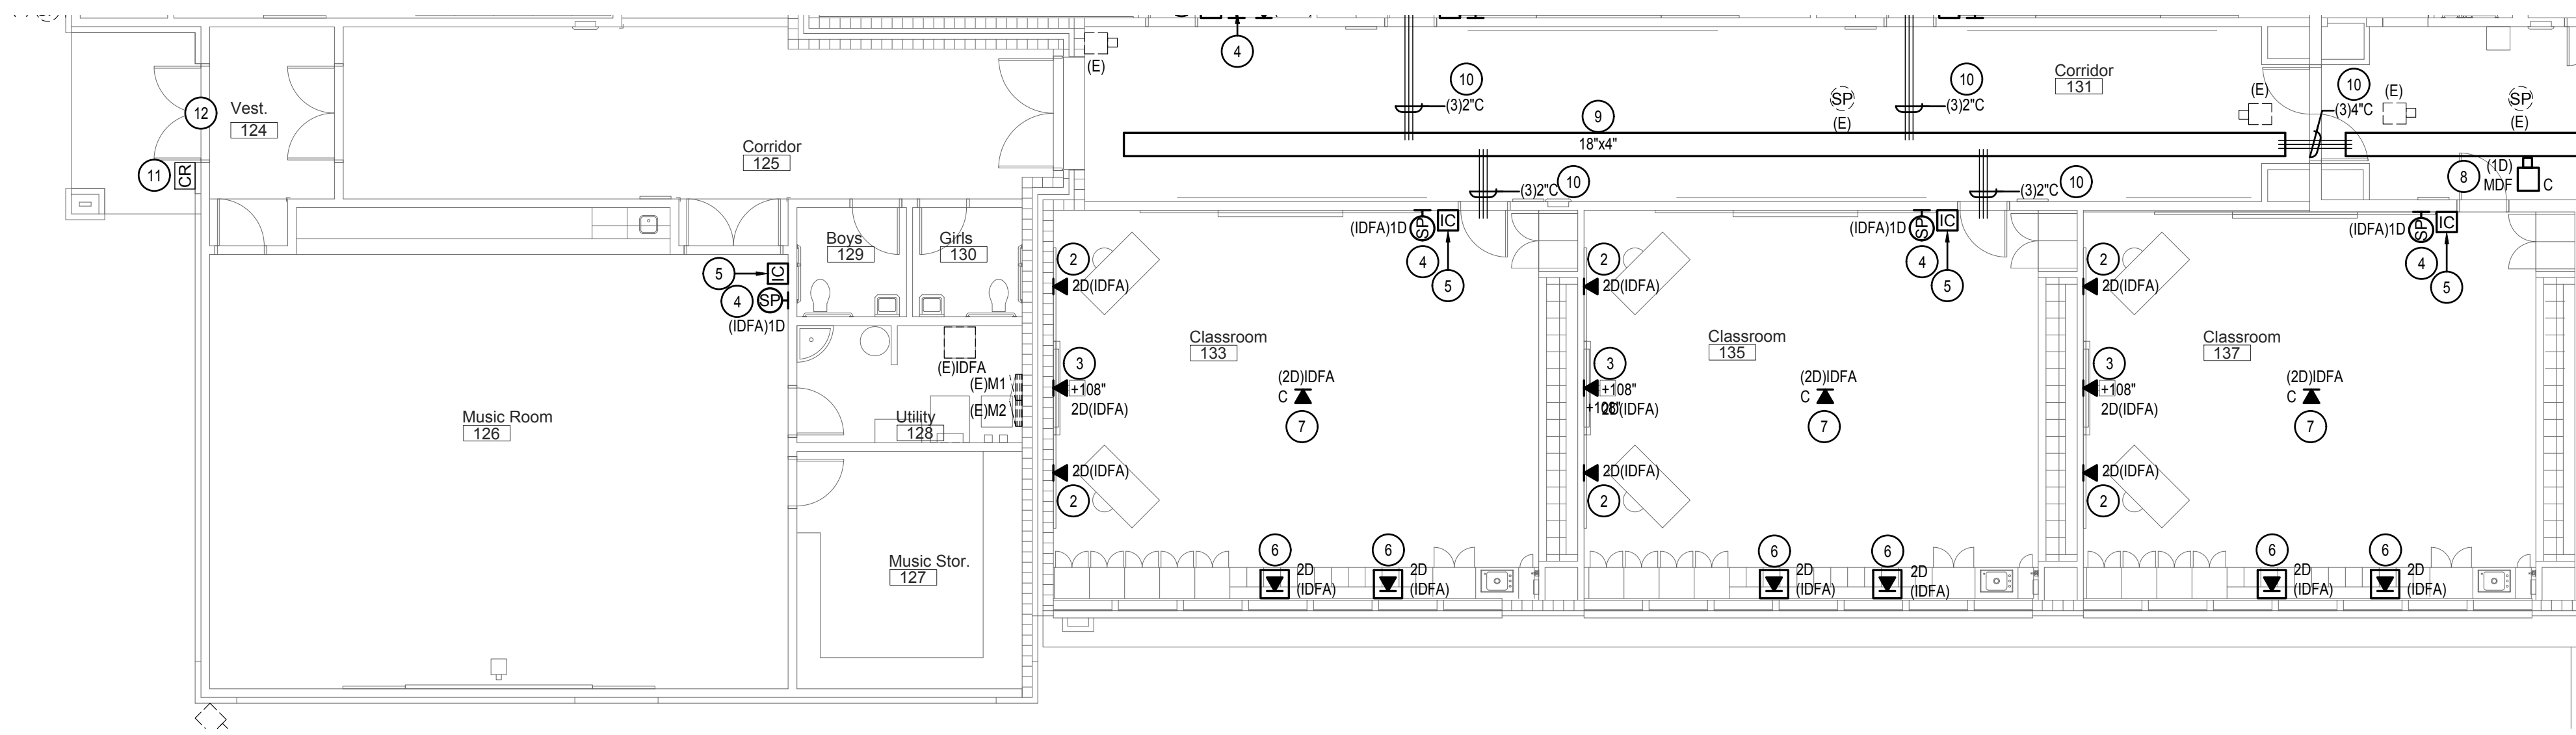 4
(E)
10
(3)2"C
10
(3)2"C
Corridor
131
SP
(E)
(E)
10
(3)4"C
(E)
SP
(E)
12
Vest.
124
11
CR
Corridor
125
9
18"x4"
(3)2"C
10
(3)2"C
10
8
(1D)
MDF
C
Boys
129
Girls
130
5
IC
4
SP
(IDFA)1D
(E)IDFA
(E)M1
(E)M2
Utility
128
Music Room
126
Music Stor.
127
(IDFA)1D
SP
IC
4
5
2
2D(IDFA)
Classroom
133
3
+108"
2D(IDFA)
(2D)IDFA
C
7
2D(IDFA)
2
6
2D
(IDFA)
6
2D
(IDFA)
(IDFA)1D
SP
IC
4
5
2
2D(IDFA)
Classroom
135
3
+108"
+108"
2D(IDFA)
(2D)IDFA
C
7
2D(IDFA)
2
6
2D
(IDFA)
6
2D
(IDFA)
(IDFA)1D
SP
IC
4
5
2
2D(IDFA)
Classroom
137
3
+108"
2D(IDFA)
(2D)IDFA
C
7
2D(IDFA)
2
6
2D
(IDFA)
6
2D
(IDFA)